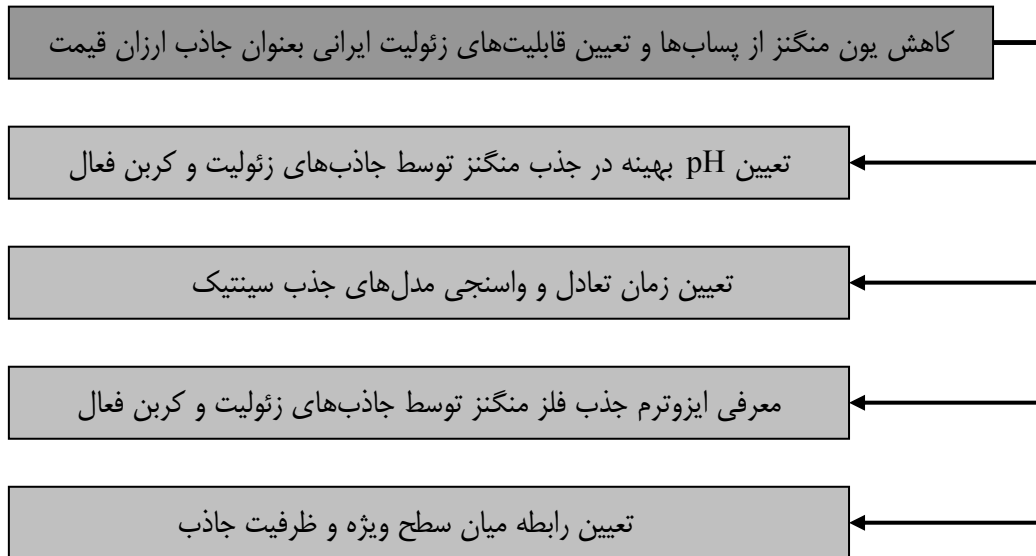 کاهش یون منگنز از پساب‌ها و تعیین قابلیت‌های زئولیت ایرانی بعنوان جاذب ارزان قیمت
تعیین pH بهینه در جذب منگنز توسط جاذب‌های زئولیت و کربن فعال
تعیین زمان تعادل و واسنجی مدل‌های جذب سینتیک
معرفی ایزوترم جذب فلز منگنز توسط جاذب‌های زئولیت و کربن فعال
تعیین رابطه میان سطح ویژه و ظرفیت جاذب